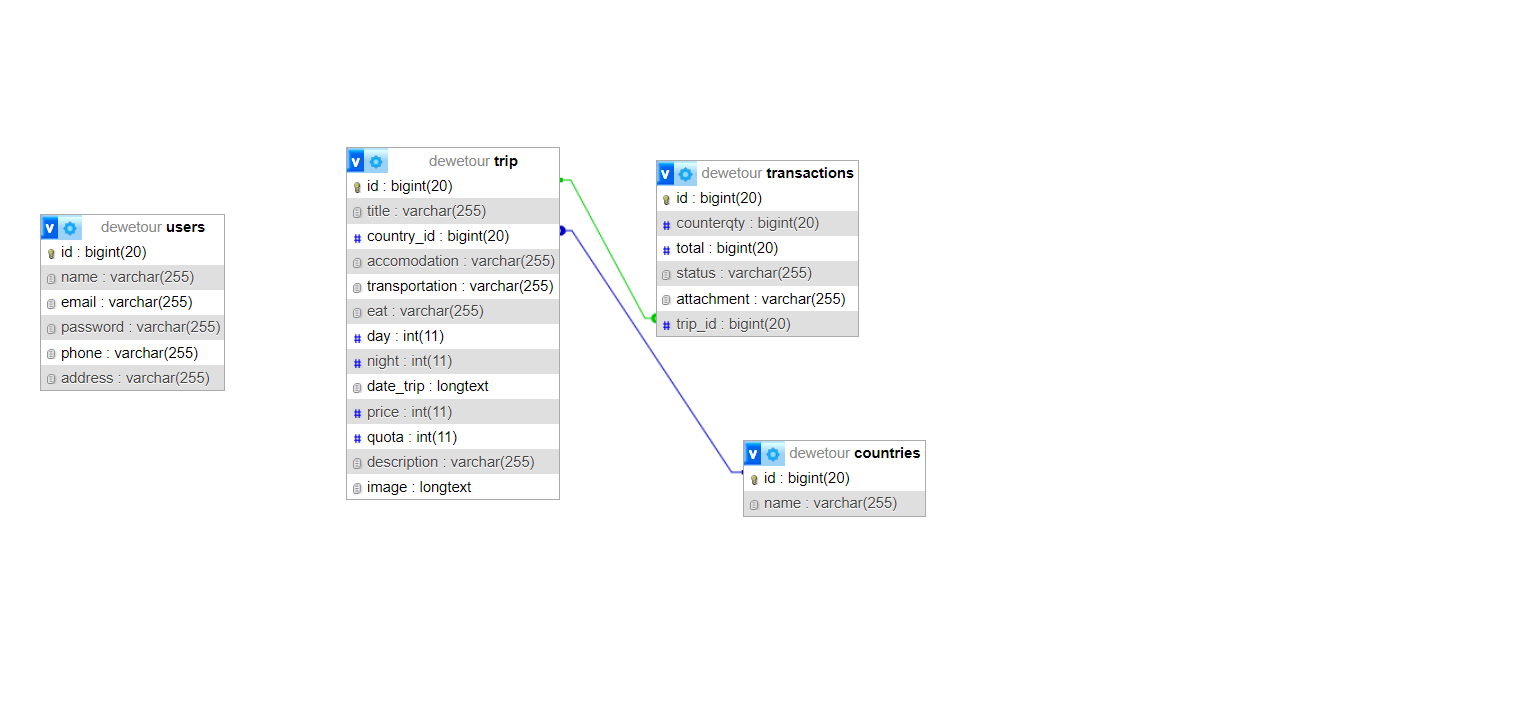 v dewetour users
id : bigint(20)
name : varchar(255)
email : varchar(255)
password : varchar(255)
phone : varchar(255)
address : varchar(255)
v dewetour trip
id : bigint(20)
title : varchar(255)
# country_id : bigint(20)
accomodation : varchar(255)
transportation : varchar(255)
eat : varchar(255)
# day : int(11)
# night : int(11)
date_trip : longtext
# price : int(11)
# quota : int(11)
description : varchar(255)
image : longtext
v dewetour transactions
id : bigint(20)
# counterqty : bigint(20)
# total : bigint(20)
status : varchar(255)
attachment : varchar(255)
# trip_id : bigint(20)
v dewetour countries
id : bigint(20)
name : varchar(255)